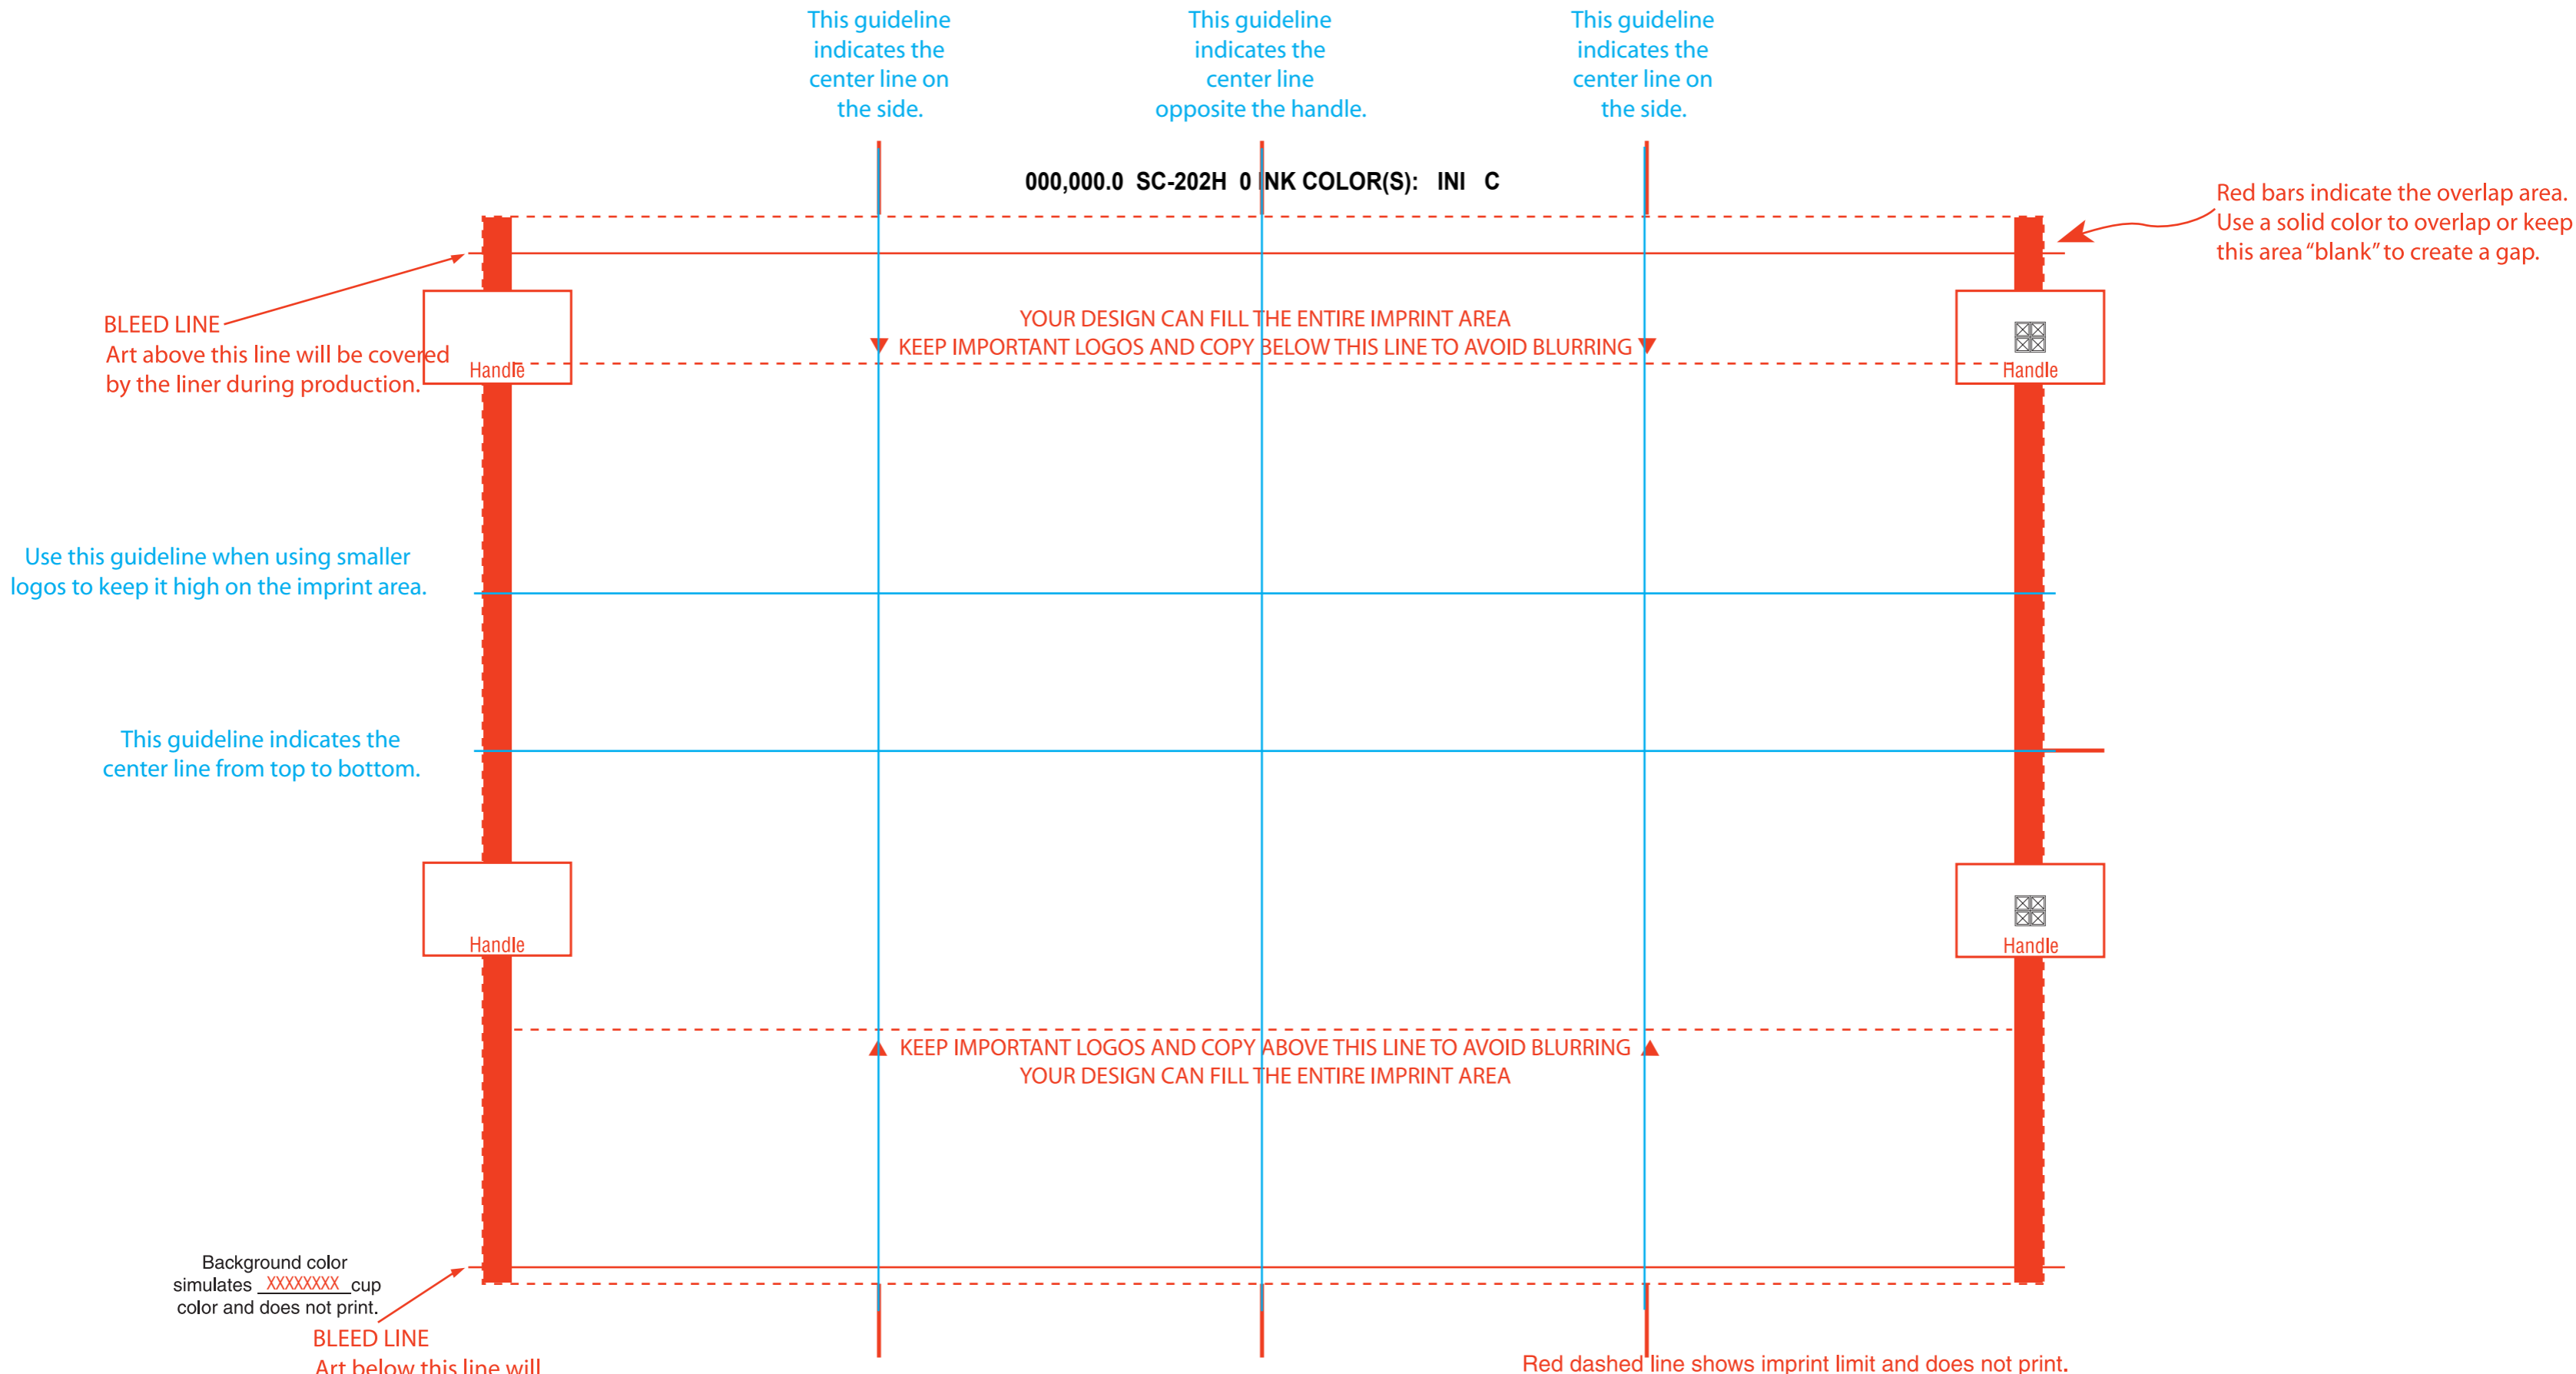 This guideline
indicates the
center line on
the side.
This guideline
indicates the
center line
opposite the handle.
This guideline
indicates the
center line on
the side.
000,000.0 SC-202H 0 INK COLOR(S): INI C
Red bars indicate the overlap area.
Use a solid color to overlap or keep
this area “blank” to create a gap.
BLEED LINE
Art above this line will be covered
by the liner during production.
YOUR DESIGN CAN FILL THE ENTIRE IMPRINT AREA
KEEP IMPORTANT LOGOS AND COPY BELOW THIS LINE TO AVOID BLURRING
Handle
Handle
Use this guideline when using smaller
logos to keep it high on the imprint area.
This guideline indicates the
center line from top to bottom.
Handle
Handle
KEEP IMPORTANT LOGOS AND COPY ABOVE THIS LINE TO AVOID BLURRING
YOUR DESIGN CAN FILL THE ENTIRE IMPRINT AREA
Background color
simulates XXXXXXXX cup
color and does not print.
BLEED LINE
Art below this line will
Red dashed line shows imprint limit and does not print.